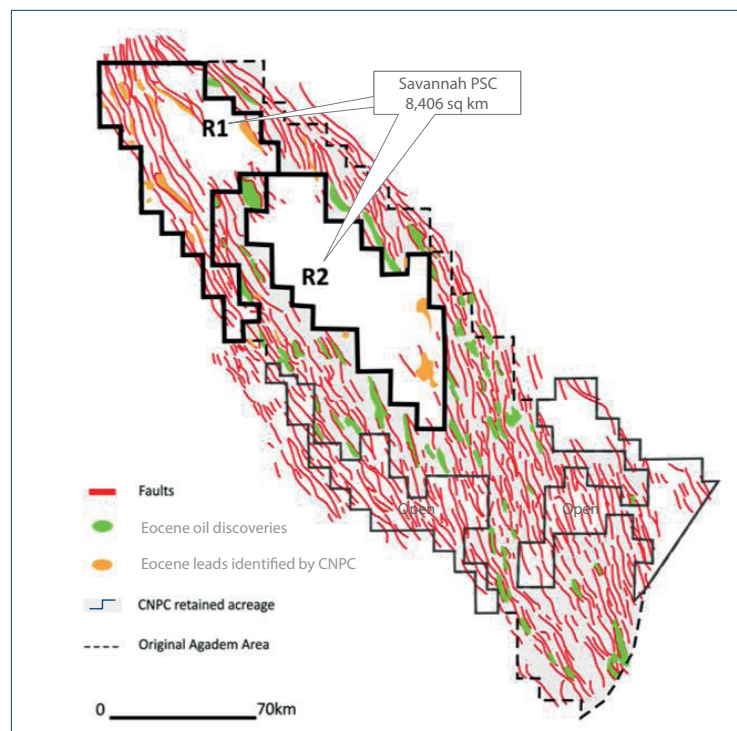 Savannah PSC
8,406 sq km
R1
R2
Open
Open
Faults
Eocene oil discoveries
Eocene leads identified by CNPC
CNPC retained acreage
Original Agadem Area
0
70km